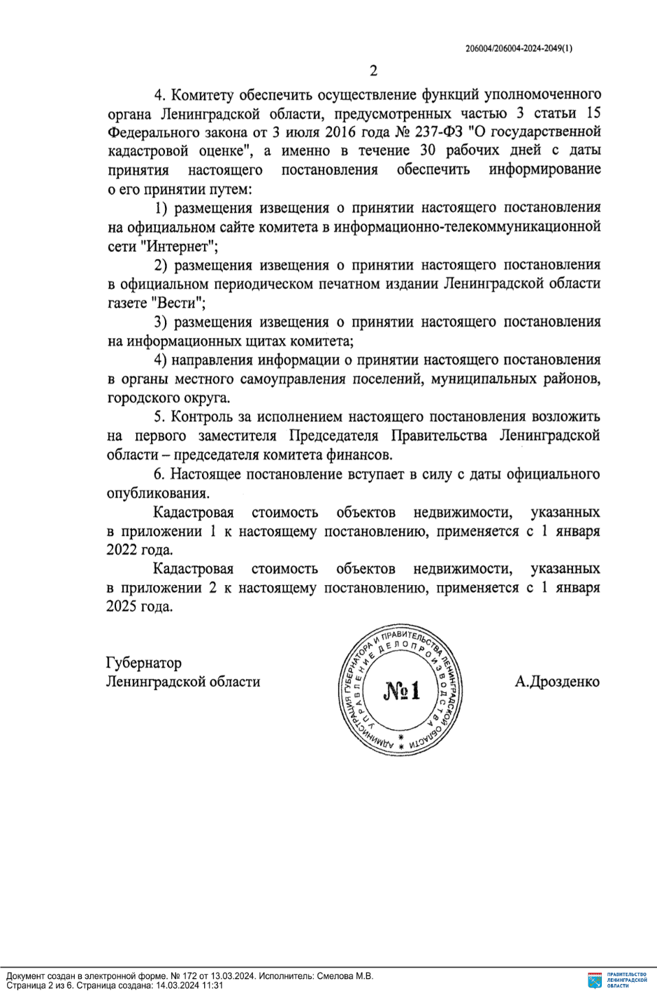 206004/206004-2024-2049(1)
2
4. Комитету обеспечить осуществление функций уполномоченного
органа Ленинградской области, предусмотренных частью 3 статьи 15
Федерального закона от 3 июля 2016 года № 237-ФЗ "О государственной
кадастровой оценке", а именно в течение 30 рабочих дней с даты
принятия настоящего постановления обеспечить информирование
о его принятии путем:
1) размещения извещения о принятии настоящего постановления
на официальном сайте комитета в информационно-телекоммуникационной
сети "Интернет";
2) размещения извещения о принятии настоящего постановления
в официальном периодическом печатном издании Ленинградской области
газете "Вести";
3) размещения извещения о принятии настоящего постановления
на информационных щитах комитета;
4) направления информации о принятии настоящего постановления
в органы местного самоуправления поселений, муниципальных районов,
городского округа.
5. Контроль за исполнением настоящего постановления возложить
на первого заместителя Председателя Правительства Ленинградской
области – председателя комитета финансов.
6. Настоящее постановление вступает в силу с даты официального
опубликования.
Кадастровая стоимость объектов недвижимости, указанных
в приложении 1 к настоящему постановлению, применяется с 1 января
2022 года.
Кадастровая стоимость объектов недвижимости, указанных
в приложении 2 к настоящему постановлению, применяется с 1 января
2025 года.
Губернатор
Ленинградской области
АДМИНИСТРАЦИЯ ГУБЕРНАТОРА И ПРАВИТЕЛЬСТВА ЛЕНИНГРАДСКОЙ ОБЛАСТИ
УПРАВЛЕНИЕ ДЕЛОПРОИЗВОДСТВА
№1
А.Дрозденко
Документ создан в электронной форме. № 172 от 13.03.2024. Исполнитель: Смелова М.В.
Страница 2 из 6. Страница создана: 14.03.2024 11:31
ПРАВИТЕЛЬСТВО
ЛЕНИНГРАДСКОЙ
ОБЛАСТИ